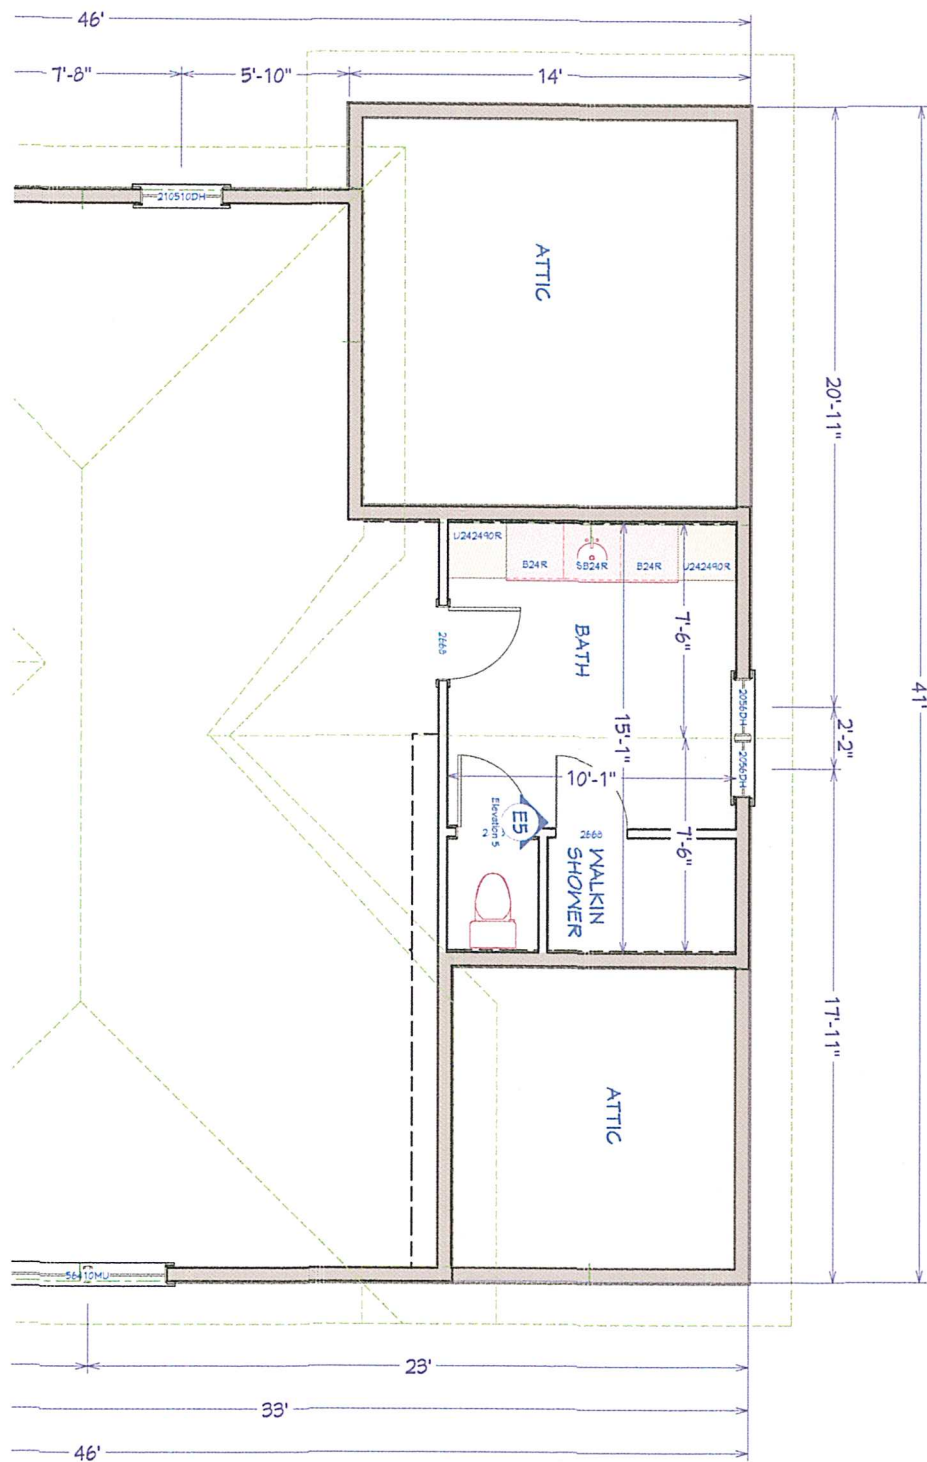 46'
7'-8"
5'-10"
14'
210510DH
ATTIC
20'-11"
41'
U242490R
B24R
SB24R
B24R
U242490R
2668
BATH
7'-6"
2056DH
2'-2"
2056DH
15'-1"
10'-1"
E5
Elevation 5
2668
WALKIN
SHOWER
7'-6"
17'-11"
ATTIC
23'
33'
46'